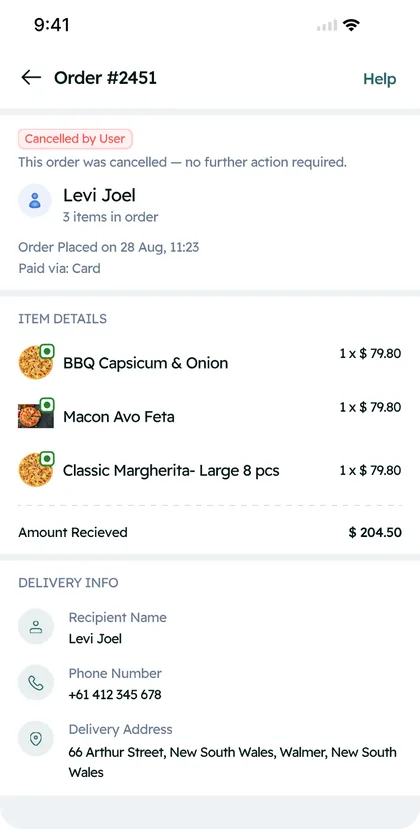 9:41
Order #2451
Help
Cancelled by User
This order was cancelled — no further action required.
Levi Joel
3 items in order
Order Placed on 28 Aug, 11:23
Paid via: Card
ITEM DETAILS
BBQ Capsicum & Onion
1 x $ 79.80
Macon Avo Feta
1 x $ 79.80
Classic Margherita- Large 8 pcs
1 x $ 79.80
Amount Recieved
$ 204.50
DELIVERY INFO
Recipient Name
Levi Joel
Phone Number
+61 412 345 678
Delivery Address
66 Arthur Street, New South Wales, Walmer, New South
Wales